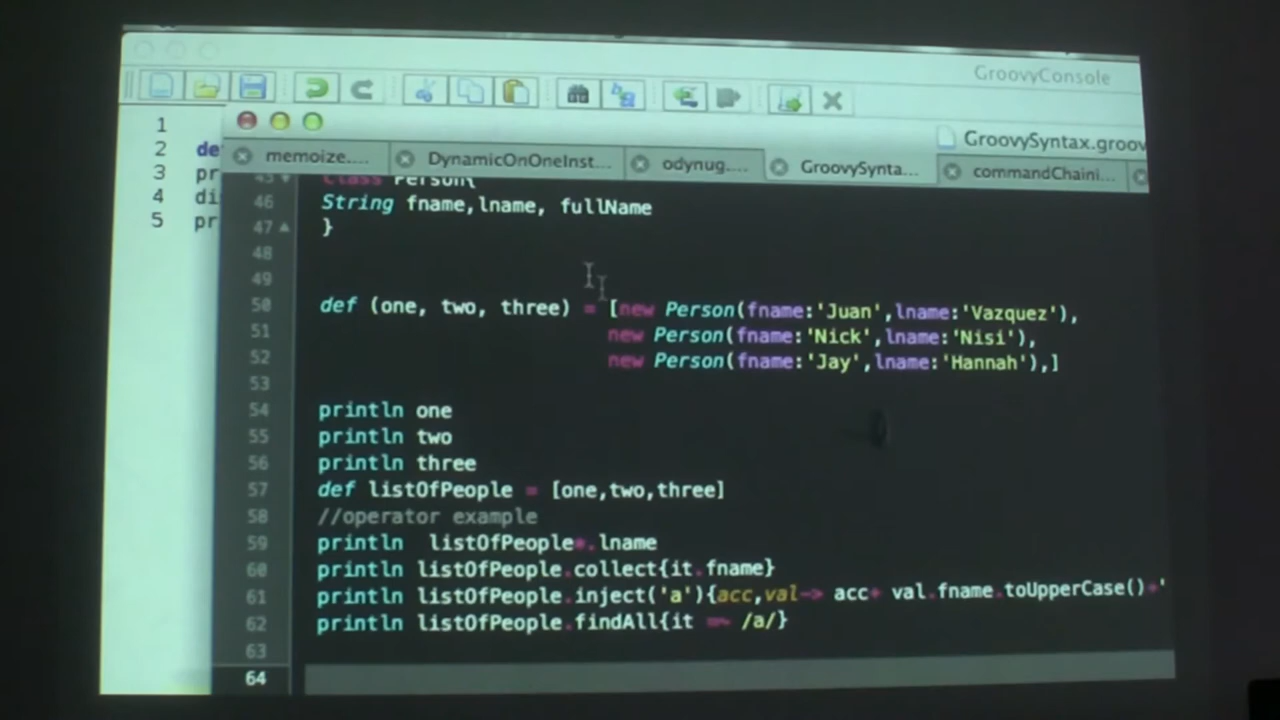 GroovyConsole
GroovySyntax.groov
memoize.... DynamicOnOneInst... odynug.... GroovySynta... commandChaini...
1
2 de
3 pr
4 di
5 pr
45 class Person{
46 String fname,lname, fullName
47 }
48
49
50 def (one, two, three) = [new Person(fname:'Juan',lname:'Vazquez'),
51 new Person(fname:'Nick',lname:'Nisi'),
52 new Person(fname:'Jay',lname:'Hannah'),]
53
54 println one
55 println two
56 println three
57 def listOfPeople = [one,two,three]
58 //operator example
59 println listOfPeople*.lname
60 println listOfPeople.collect{it.fname}
61 println listOfPeople.inject('a'){acc,val-> acc+ val.fname.toUpperCase()+'
62 println listOfPeople.findAll{it =~ /a/}
63
64